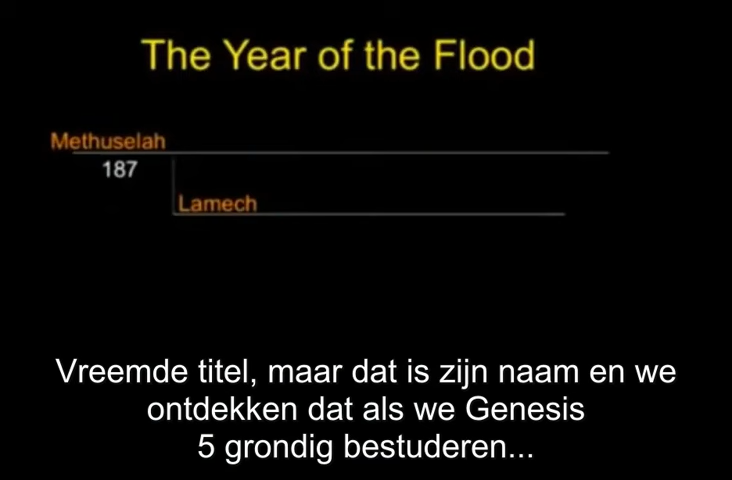 The Year of the Flood
Methuselah
187
Lamech
Vreemde titel, maar dat is zijn naam en we
ontdekken dat als we Genesis
5 grondig bestuderen...